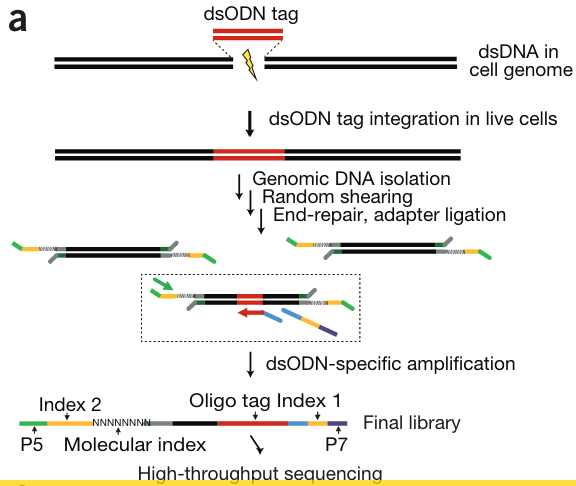 a
dsODN tag
dsDNA in
cell genome
dsODN tag integration in live cells
Genomic DNA isolation
Random shearing
End-repair, adapter ligation
dsODN-specific amplification
Index 2
Oligo tag Index 1
NNNNNNNN
Final library
P5
Molecular index
P7
High-throughput sequencing